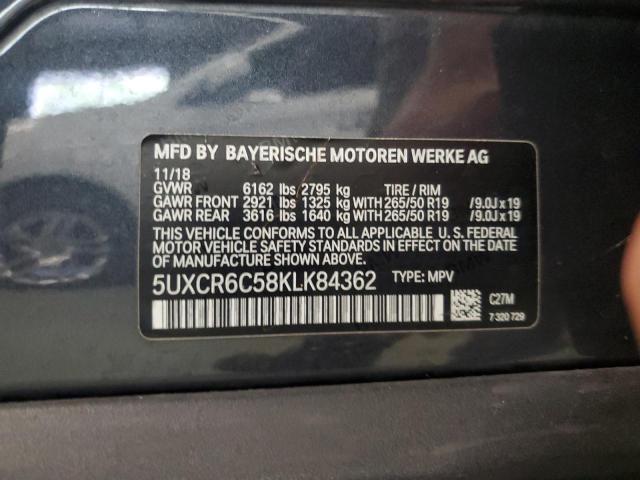 MFD BY BAYERISCHE MOTOREN WERKE AG
11/18
GVWR 6162 lbs 2795 kg TIRE / RIM
GAWR FRONT 2921 lbs 1325 kg WITH 265/50 R19 /9.0J x 19
GAWR REAR 3616 lbs 1640 kg WITH 265/50 R19 /9.0J x 19
THIS VEHICLE CONFORMS TO ALL APPLICABLE U. S. FEDERAL
MOTOR VEHICLE SAFETY STANDARDS IN EFFECT ON THE DATE
OF MANUFACTURE SHOWN ABOVE.
5UXCR6C58KLK84362 TYPE: MPV
C27M
7 320 729